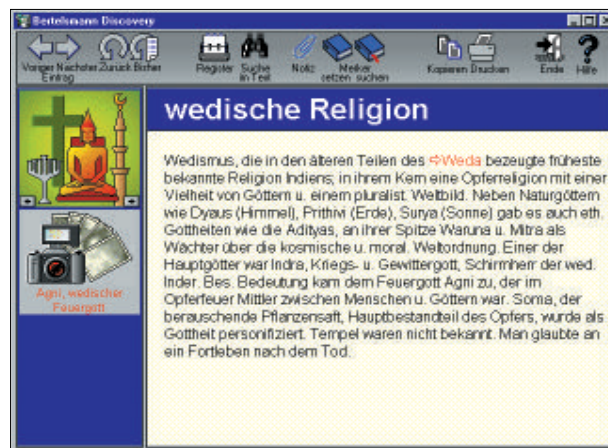 Bertelsmann Discovery
Voriger Nächster Zurück Bisher Register Suche Notiz Merker Kopieren Drucken Ende Hilfe
Eintrag in Text setzen suchen
wedische Religion
Wedismus, die in den älteren Teilen des ⇨Weda bezeugte früheste
bekannte Religion Indiens; in ihrem Kern eine Opferreligion mit einer
Vielheit von Göttern u. einem pluralist. Weltbild. Neben Naturgöttern
wie Dyaus (Himmel), Prithivi (Erde), Surya (Sonne) gab es auch eth.
Gottheiten wie die Adityas, an ihrer Spitze Waruna u. Mitra als
Wächter über die kosmische u. moral. Weltordnung. Einer der
Hauptgötter war Indra, Kriegs- u. Gewittergott, Schirmherr der wed.
Inder. Bes. Bedeutung kam dem Feuergott Agni zu, der im
Opferfeuer Mittler zwischen Menschen u. Göttern war. Soma, der
berauschende Pflanzensaft, Hauptbestandteil des Opfers, wurde als
Gottheit personifiziert. Tempel waren nicht bekannt. Man glaubte an
ein Fortleben nach dem Tod.
Agni, wedischer
Feuergott